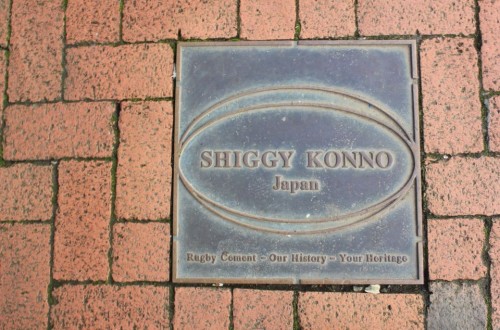 SHIGGY KONNO
Japan
Rugby Cement - Our History - Your Heritage